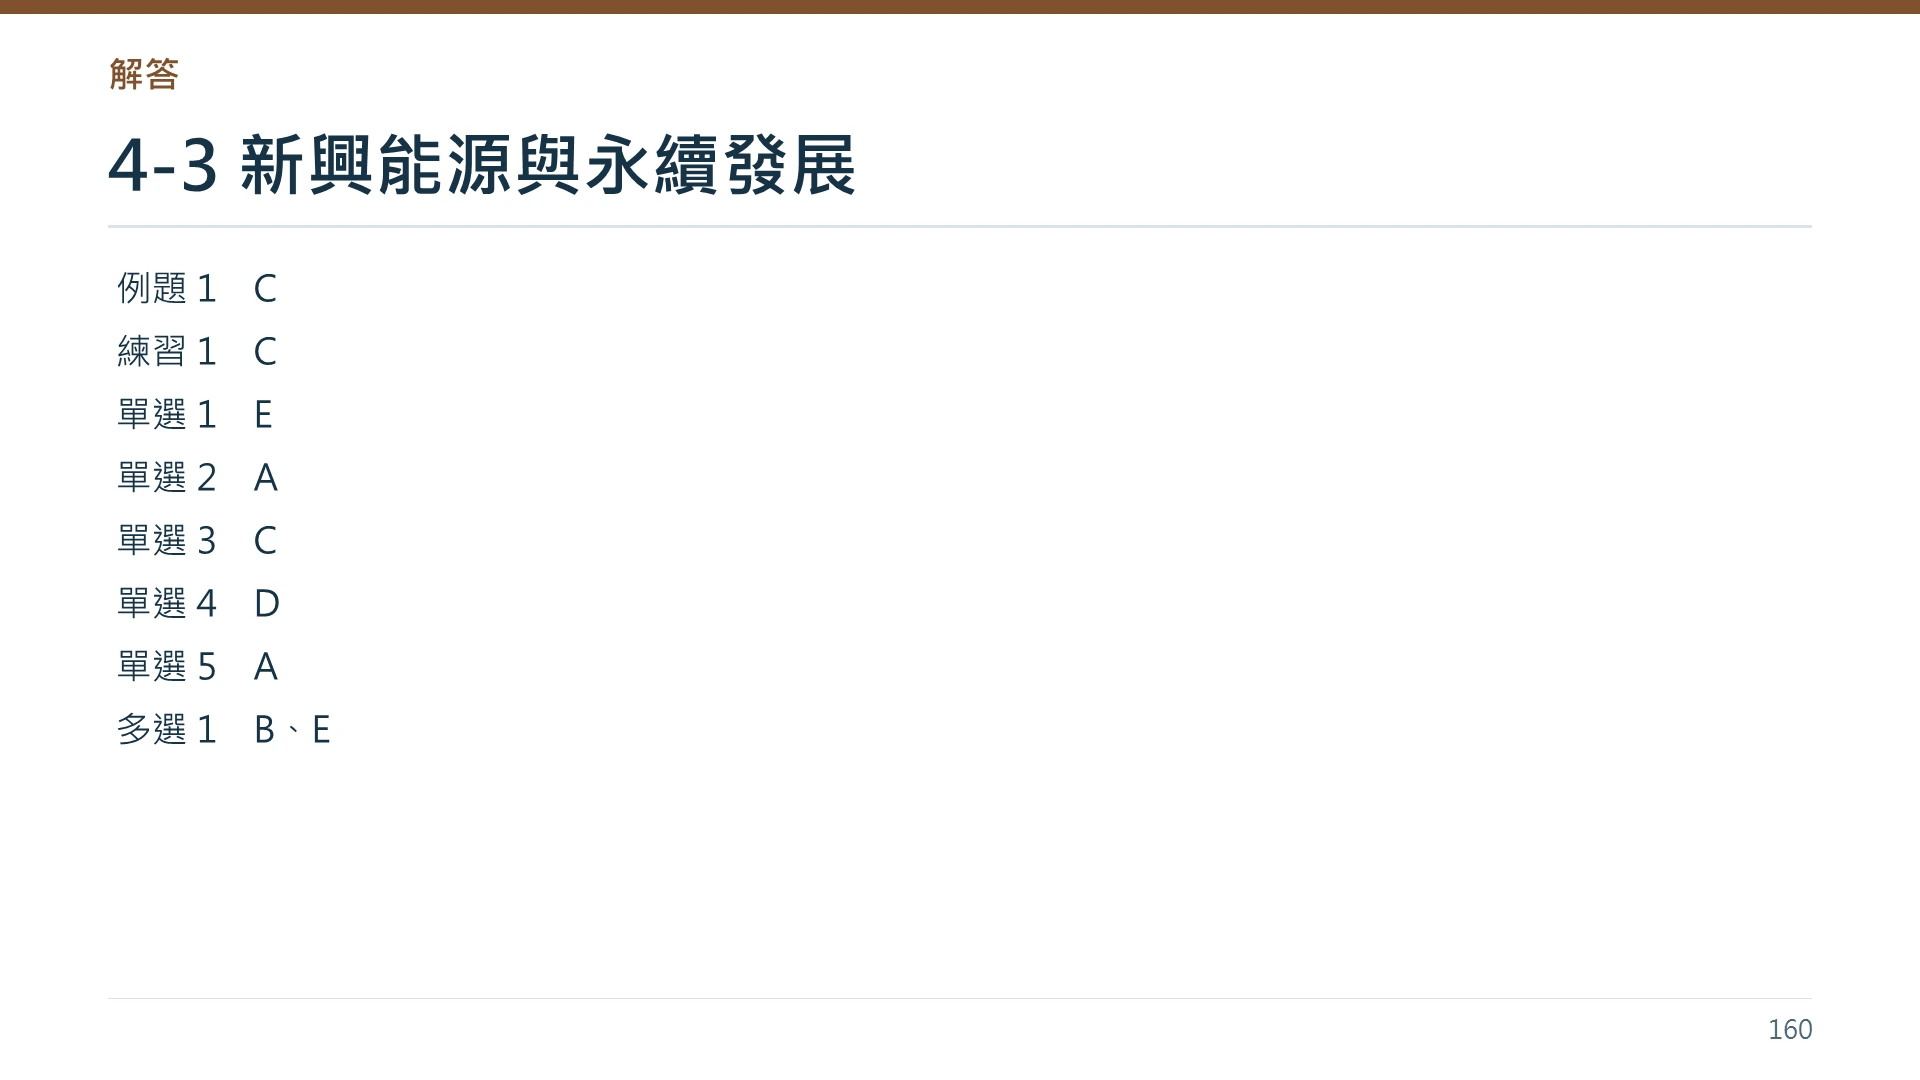 解答
4-3 新興能源與永續發展
例題 1 C
練習 1 C
單選 1 E
單選 2 A
單選 3 C
單選 4 D
單選 5 A
多選 1 B、E
160